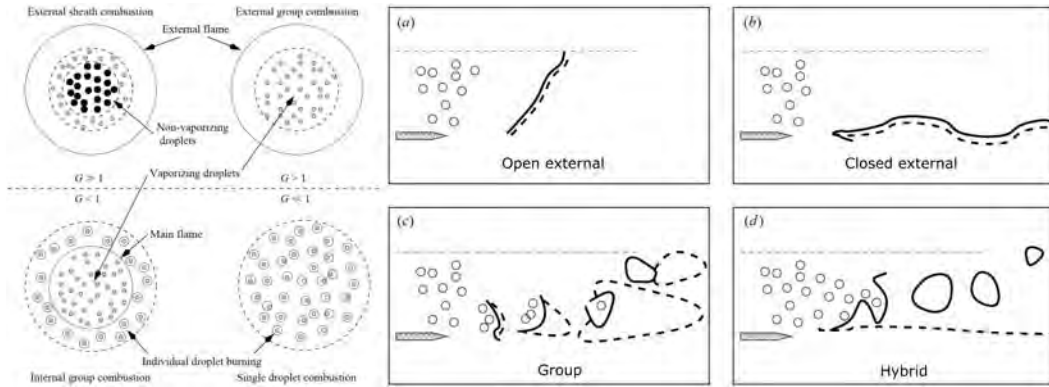 External sheath combustion
External group combustion
External flame
Non-vaporizing
droplets
G ≫ 1
Vaporizing droplets
G > 1
G < 1
G ≪ 1
Main flame
Individual droplet burning
Internal group combustion
Single droplet combustion
(a)
Open external
(b)
Closed external
(c)
Group
(d)
Hybrid